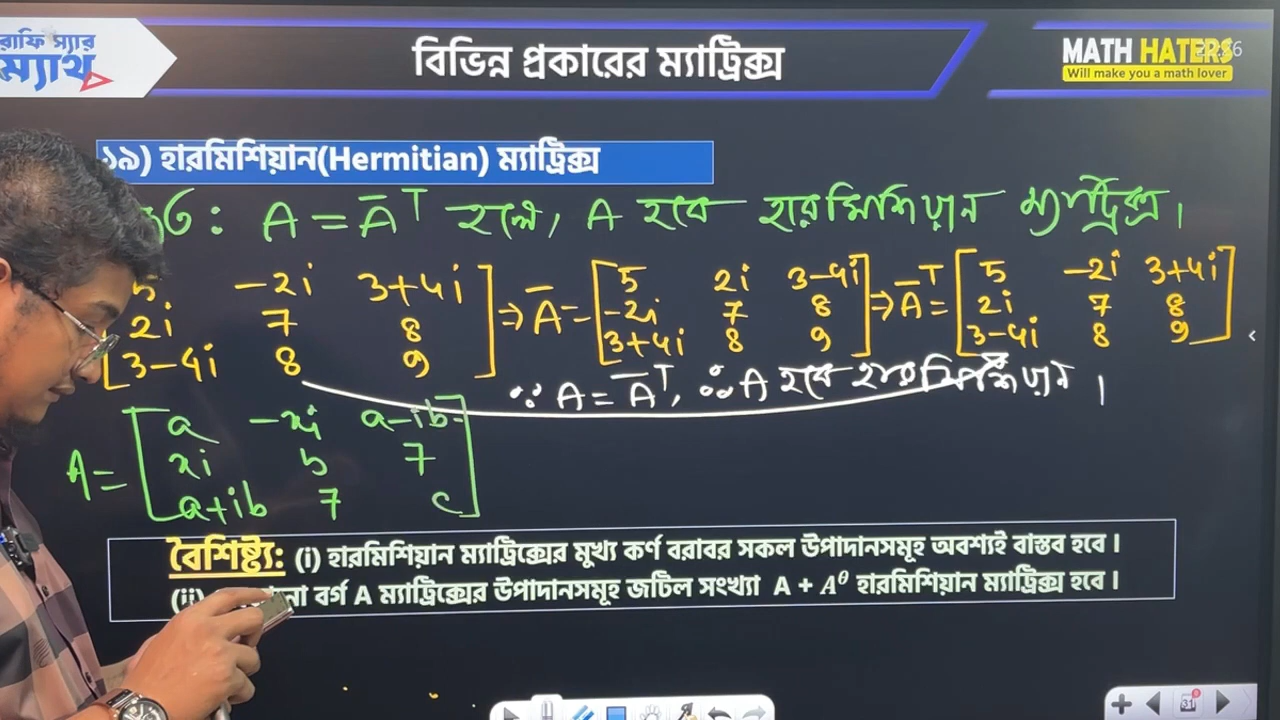 রাফি স্যার
ম্যাথ
বিভিন্ন প্রকারের ম্যাট্রিক্স
MATH HATERS
Will make you a math lover
১৯) হারমিশিয়ান(Hermitian) ম্যাট্রিক্স
: A = A̅ᵀ হলে, A হবে হারমিশিয়ান ম্যাট্রিক্স।
5 -2i 3+4i ] ⇒ A̅ = [ 5 2i 3-4i ] ⇒ A̅ᵀ = [ 5 -2i 3+4i ]
2i 7 8 -2i 7 8 2i 7 8
3-4i 8 9 3+4i 8 9 3-4i 8 9
∵ A = A̅ᵀ, ∴ A হবে হারমিশিয়ান।
A = [ a -xi a-ib ]
xi b 7
a+ib 7 c
বৈশিষ্ট্য: (i) হারমিশিয়ান ম্যাট্রিক্সের মুখ্য কর্ণ বরাবর সকল উপাদানসমূহ অবশ্যই বাস্তব হবে।
(ii) বর্গ A ম্যাট্রিক্সের উপাদানসমূহ জটিল সংখ্যা A + A^θ হারমিশিয়ান ম্যাট্রিক্স হবে।
31